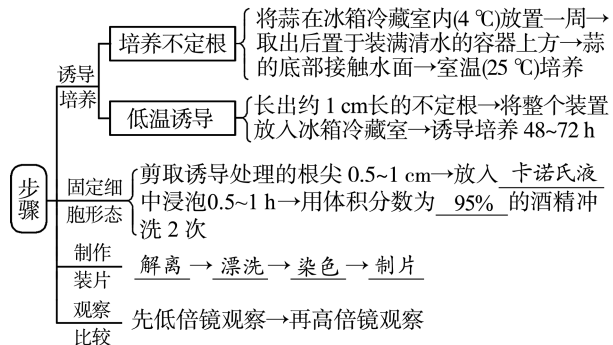 步骤
诱导
培养
培养不定根
将蒜在冰箱冷藏室内(4 ℃)放置一周→
取出后置于装满清水的容器上方→蒜
的底部接触水面→室温(25 ℃)培养
低温诱导
长出约 1 cm长的不定根→将整个装置
放入冰箱冷藏室→诱导培养 48~72 h
固定细
胞形态
剪取诱导处理的根尖 0.5~1 cm→放入 卡诺氏液
中浸泡0.5~1 h→用体积分数为 95% 的酒精冲
洗 2 次
制作
装片
解离→漂洗→染色→制片
观察
比较
先低倍镜观察→再高倍镜观察